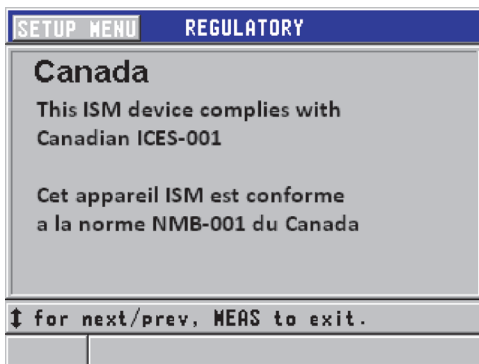 SETUP MENU REGULATORY
Canada
This ISM device complies with
Canadian ICES-001
Cet appareil ISM est conforme
a la norme NMB-001 du Canada
↕ for next/prev, MEAS to exit.